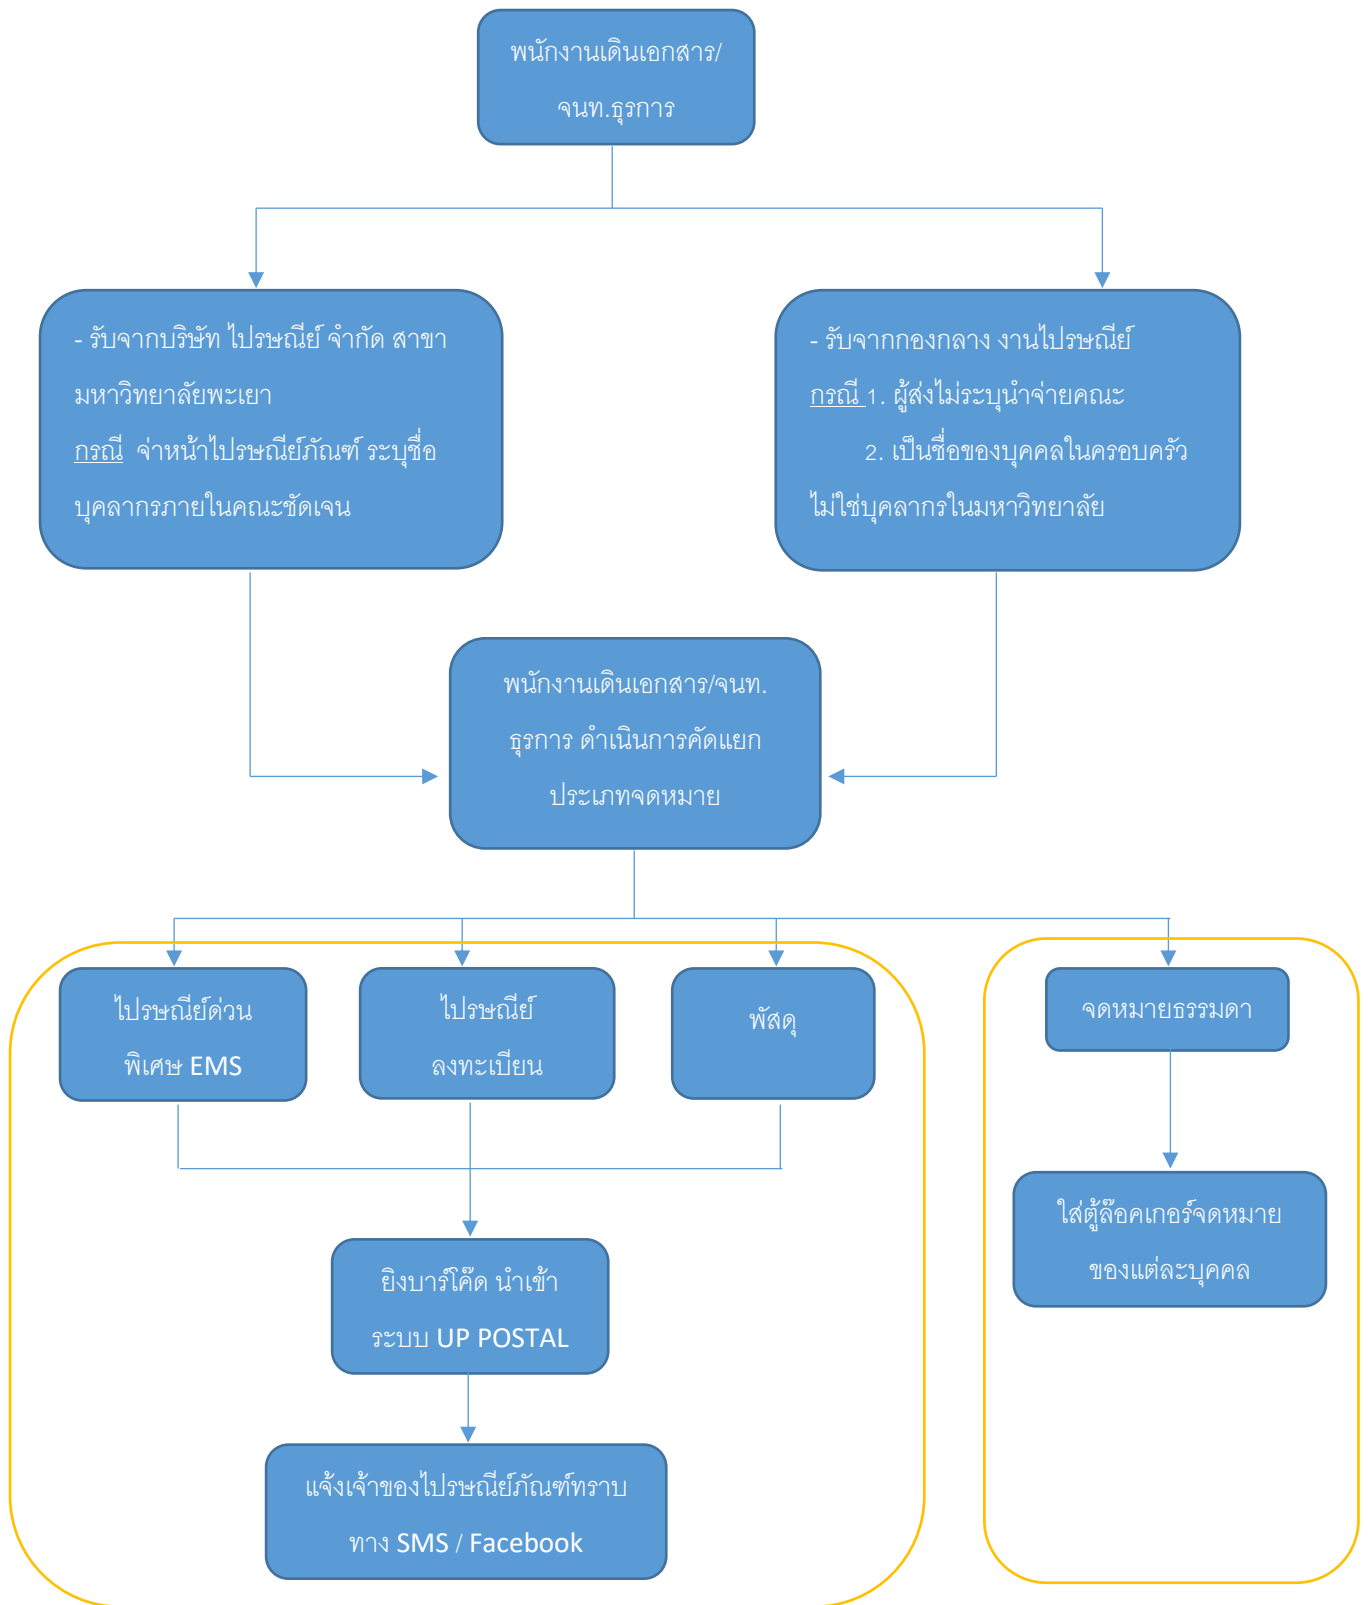 พนักงานเดินเอกสาร/
จนท.ธุรการ
- รับจากบริษัท ไปรษณีย์ จำกัด สาขา
มหาวิทยาลัยพะเยา
กรณี จ่าหน้าไปรษณีย์ภัณฑ์ ระบุชื่อ
บุคลากรภายในคณะชัดเจน
- รับจากกองกลาง งานไปรษณีย์
กรณี 1. ผู้ส่งไม่ระบุนำจ่ายคณะ
2. เป็นชื่อของบุคคลในครอบครัว
ไม่ใช่บุคลากรในมหาวิทยาลัย
พนักงานเดินเอกสาร/จนท.
ธุรการ ดำเนินการคัดแยก
ประเภทจดหมาย
ไปรษณีย์ด่วน
พิเศษ EMS
ไปรษณีย์
ลงทะเบียน
พัสดุ
จดหมายธรรมดา
ใส่ตู้ล๊อคเกอร์จดหมาย
ของแต่ละบุคคล
ยิงบาร์โค๊ด นำเข้า
ระบบ UP POSTAL
แจ้งเจ้าของไปรษณีย์ภัณฑ์ทราบ
ทาง SMS / Facebook